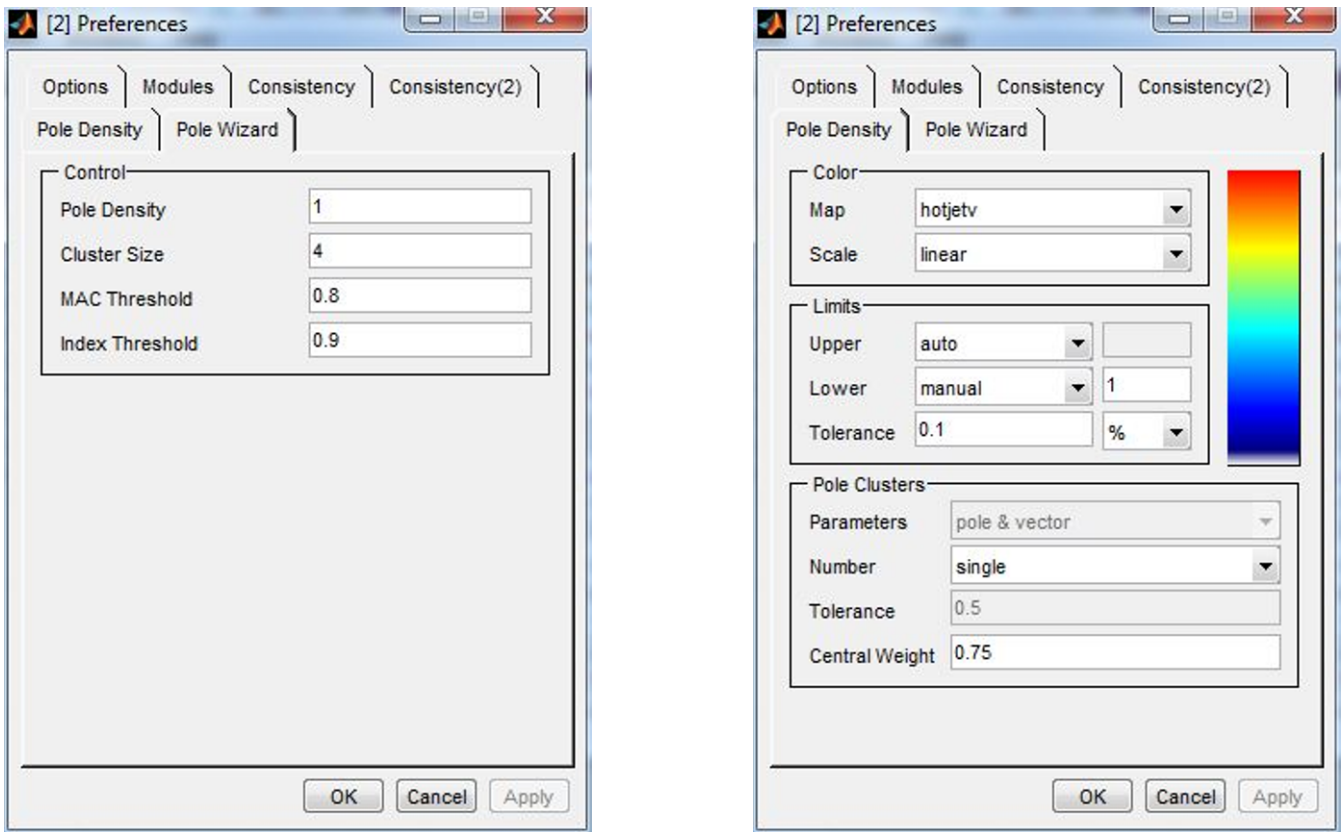 [2] Preferences
Options Modules Consistency Consistency(2)
Pole Density Pole Wizard
Control
Pole Density 1
Cluster Size 4
MAC Threshold 0.8
Index Threshold 0.9
OK Cancel Apply
[2] Preferences
Options Modules Consistency Consistency(2)
Pole Density Pole Wizard
Color
Map hotjetv
Scale linear
Limits
Upper auto
Lower manual 1
Tolerance 0.1 %
Pole Clusters
Parameters pole & vector
Number single
Tolerance 0.5
Central Weight 0.75
OK Cancel Apply